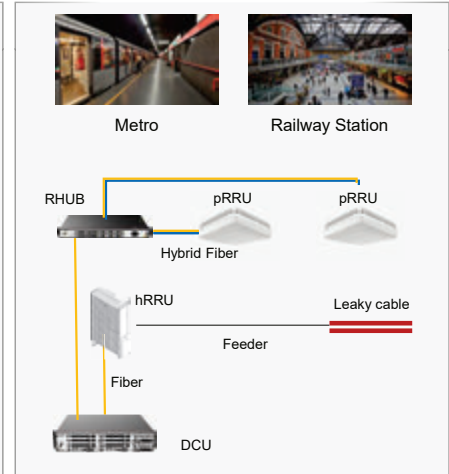 Metro
Railway Station
RHUB
pRRU
pRRU
Hybrid Fiber
hRRU
Leaky cable
Feeder
Fiber
DCU